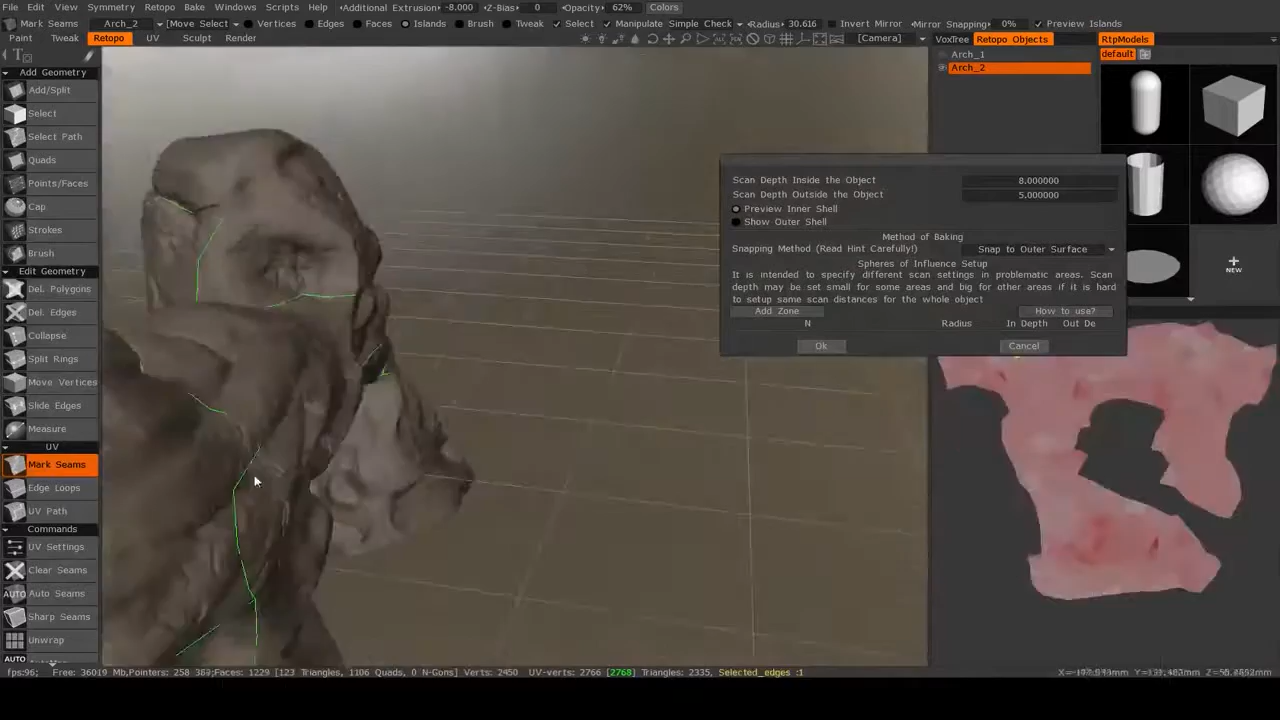 File Edit View Symmetry Retopo Bake Windows Scripts Help Additional Extrusion -8.000 Z-Bias 0 Opacity 62% Colors
Mark Seams Arch_2 [Move Select] Vertices Edges Faces Islands Brush Tweak Select Manipulate Simple Check Radius 30.616 Invert Mirror Mirror Snapping 0% Preview Islands
Paint Tweak Retopo UV Sculpt Render [Camera] VoxTree Retopo Objects RtpModels
Arch_1
default
Arch_2
NEW
Add Geometry
Add/Split
Select
Select Path
Quads
Points/Faces
Cap
Strokes
Brush
Edit Geometry
Del. Polygons
Del. Edges
Collapse
Split Rings
Move Vertices
Slide Edges
Measure
UV
Mark Seams
Edge Loops
UV Path
Commands
UV Settings
Clear Seams
AUTO Auto Seams
Sharp Seams
Unwrap
AUTO
Scan Depth Inside the Object 8.000000
Scan Depth Outside the Object 5.000000
Preview Inner Shell
Show Outer Shell
Method of Baking
Snapping Method (Read Hint Carefully!) Snap to Outer Surface
Spheres of Influence Setup
It is intended to specify different scan settings in problematic areas. Scan
depth may be set small for some areas and big for other areas if it is hard
to setup same scan distances for the whole object
Add Zone How to use?
N Radius In Depth Out De
Ok Cancel
Faces: 1229 [123 Triangles, 1106 Quads, 0 N-Gons] Verts: 2450 UV-verts: 2766 [2768] Triangles: 2335, Selected_edges :1